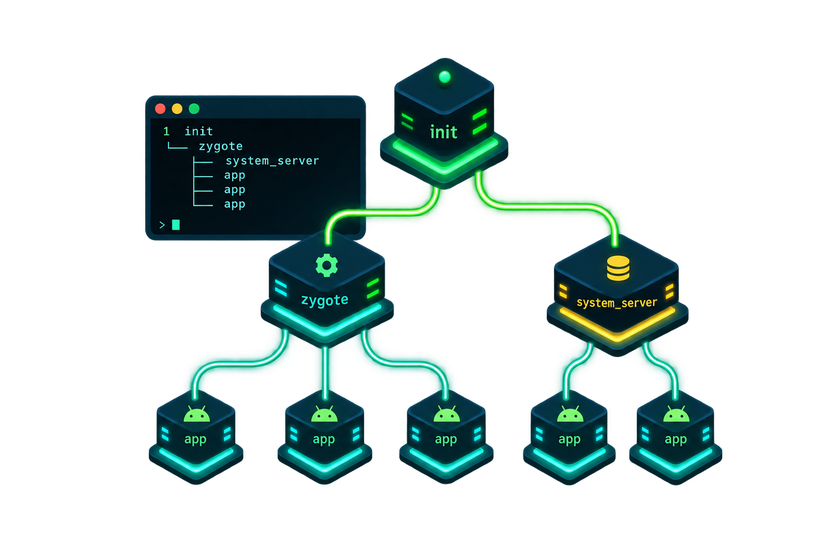 1 init
└── zygote
├── system_server
├── app
├── app
└── app
>
init
zygote
system_server
app
app
app
app
app